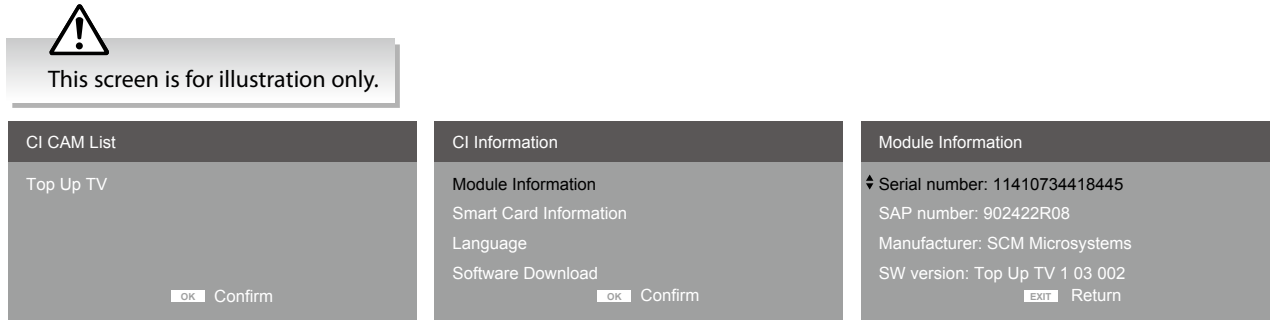 This screen is for illustration only.
CI CAM List
Top Up TV
OK Confirm
CI Information
Module Information
Smart Card Information
Language
Software Download
OK Confirm
Module Information
Serial number: 11410734418445
SAP number: 902422R08
Manufacturer: SCM Microsystems
SW version: Top Up TV 1 03 002
EXIT Return